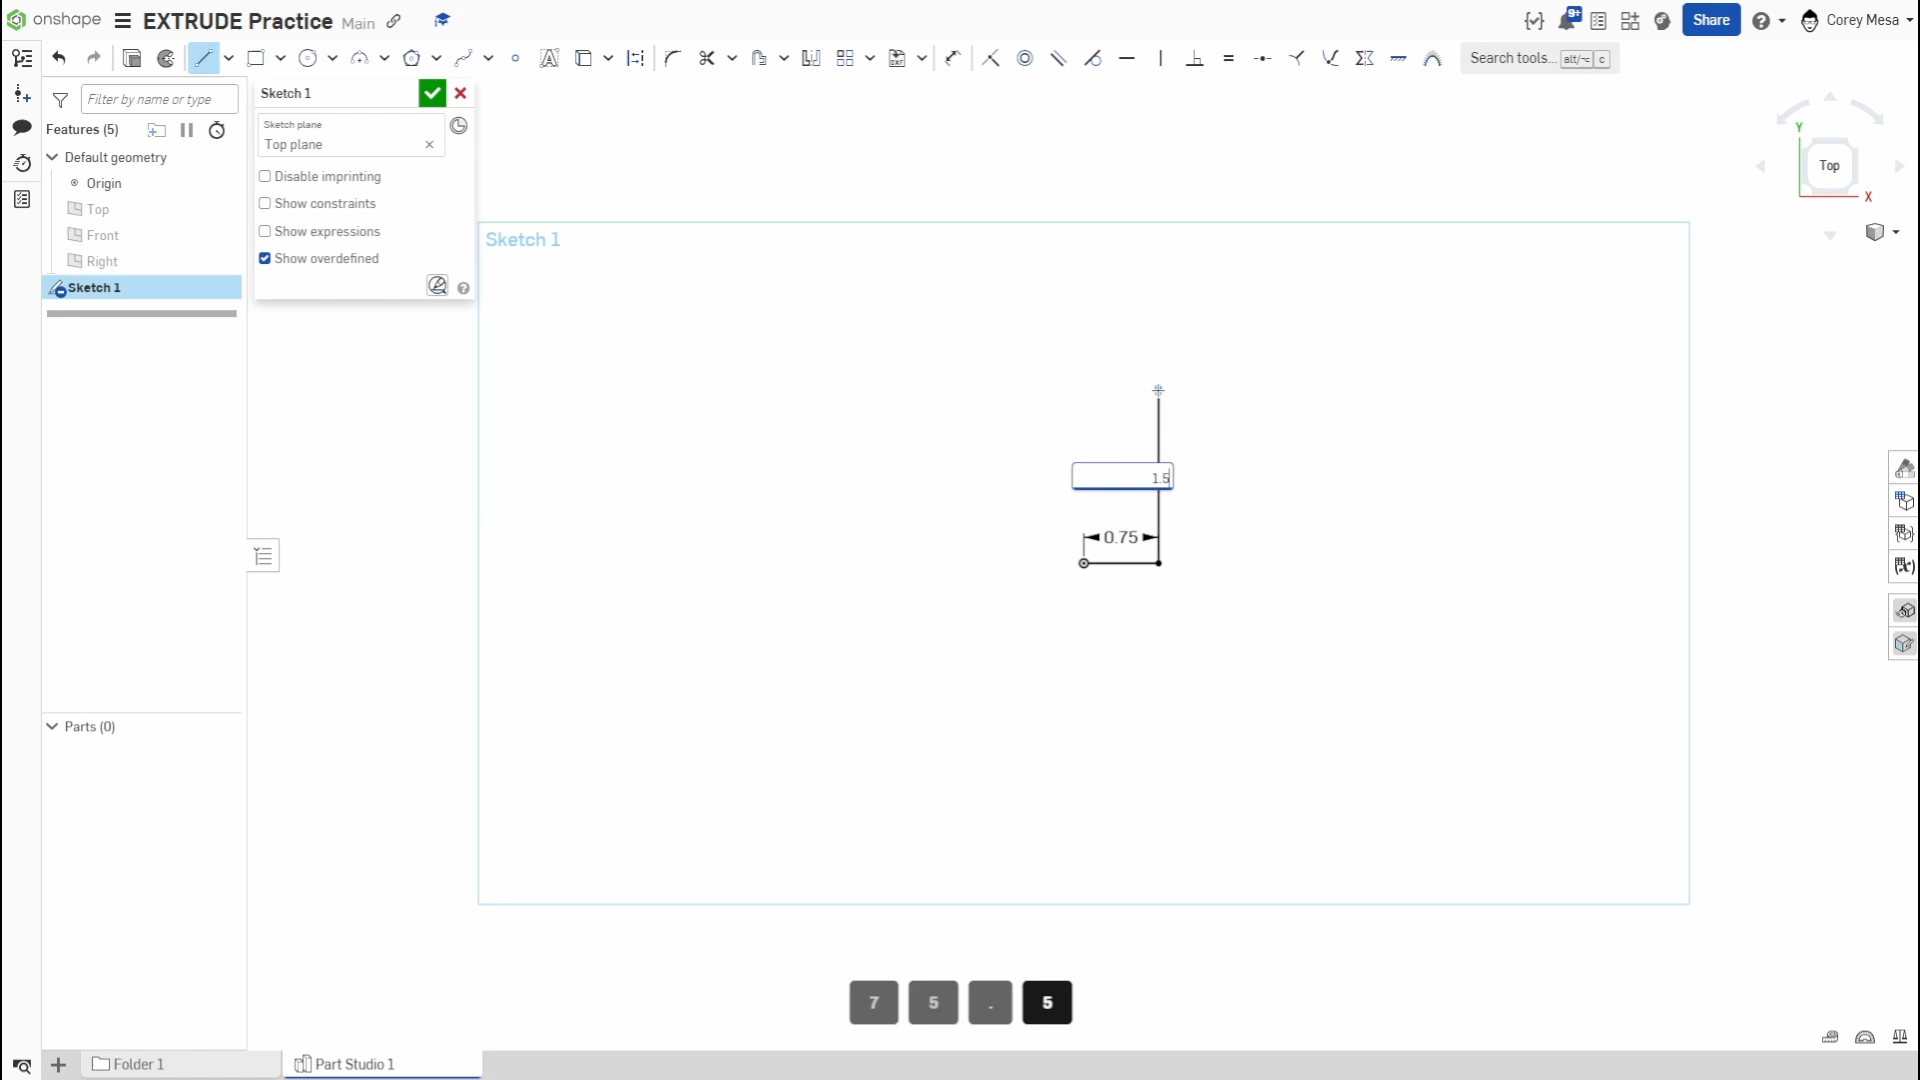 onshape
EXTRUDE Practice Main
9+
Share
Corey Mesa
Search tools... alt/⌥ c
Filter by name or type
Features (5)
Default geometry
Origin
Top
Front
Right
Sketch 1
Sketch 1
Sketch plane
Top plane
Disable imprinting
Show constraints
Show expressions
Show overdefined
Sketch 1
Y
Top
X
1.5
0.75
(x)
Parts (0)
7 5 . 5
Folder 1
Part Studio 1